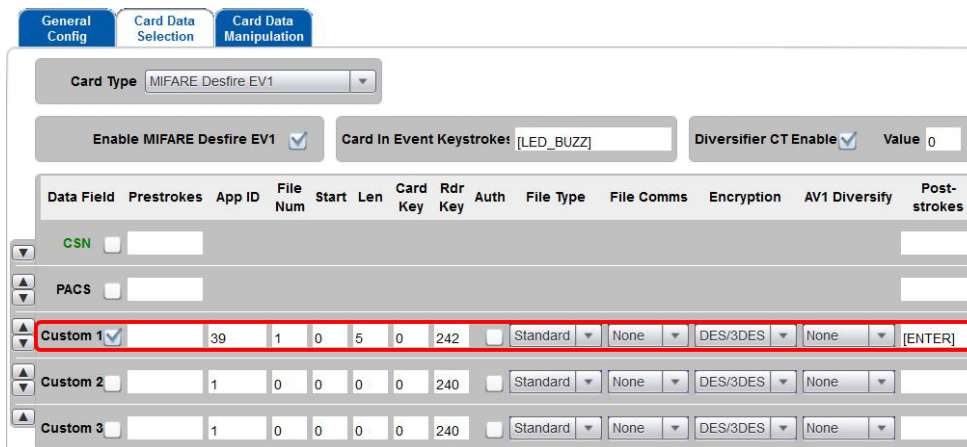 General Config
Card Data Selection
Card Data Manipulation
Card Type MIFARE Desfire EV1
Enable MIFARE Desfire EV1 Card In Event Keystrokes [LED_BUZZ] Diversifier CT Enable Value 0
Data Field Prestrokes App ID File Num Start Len Card Key Rdr Key Auth File Type File Comms Encryption AV1 Diversify Post-strokes
CSN
PACS
Custom 1 39 1 0 5 0 242 Standard None DES/3DES None [ENTER]
Custom 2 1 0 0 0 0 240 Standard None DES/3DES None
Custom 3 1 0 0 0 0 240 Standard None DES/3DES None